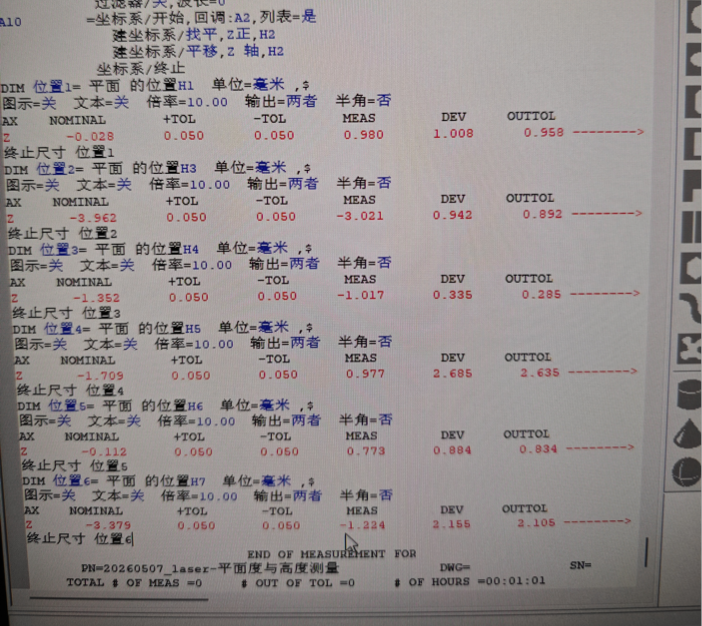 过滤器/关,波长=0
A10 =坐标系/开始,回调:A2,列表=是
建坐标系/找平,Z正,H2
建坐标系/平移,Z 轴,H2
坐标系/终止
DIM 位置1= 平面 的位置H1 单位=毫米 ,$
图示=关 文本=关 倍率=10.00 输出=两者 半角=否
AX NOMINAL +TOL -TOL MEAS DEV OUTTOL
Z -0.028 0.050 0.050 0.980 1.008 0.958 -------->
终止尺寸 位置1
DIM 位置2= 平面 的位置H3 单位=毫米 ,$
图示=关 文本=关 倍率=10.00 输出=两者 半角=否
AX NOMINAL +TOL -TOL MEAS DEV OUTTOL
Z -3.962 0.050 0.050 -3.021 0.942 0.892 -------->
终止尺寸 位置2
DIM 位置3= 平面 的位置H4 单位=毫米 ,$
图示=关 文本=关 倍率=10.00 输出=两者 半角=否
AX NOMINAL +TOL -TOL MEAS DEV OUTTOL
Z -1.352 0.050 0.050 -1.017 0.335 0.285 -------->
终止尺寸 位置3
DIM 位置4= 平面 的位置H5 单位=毫米 ,$
图示=关 文本=关 倍率=10.00 输出=两者 半角=否
AX NOMINAL +TOL -TOL MEAS DEV OUTTOL
Z -1.709 0.050 0.050 0.977 2.685 2.635 -------->
终止尺寸 位置4
DIM 位置5= 平面 的位置H6 单位=毫米 ,$
图示=关 文本=关 倍率=10.00 输出=两者 半角=否
AX NOMINAL +TOL -TOL MEAS DEV OUTTOL
Z -0.112 0.050 0.050 0.773 0.884 0.834 -------->
终止尺寸 位置5
DIM 位置6= 平面 的位置H7 单位=毫米 ,$
图示=关 文本=关 倍率=10.00 输出=两者 半角=否
AX NOMINAL +TOL -TOL MEAS DEV OUTTOL
Z -3.379 0.050 0.050 -1.224 2.155 2.105 -------->
终止尺寸 位置6
END OF MEASUREMENT FOR
PN=20260507_laser-平面度与高度测量 DWG= SN=
TOTAL # OF MEAS =0 # OUT OF TOL =0 # OF HOURS =00:01:01